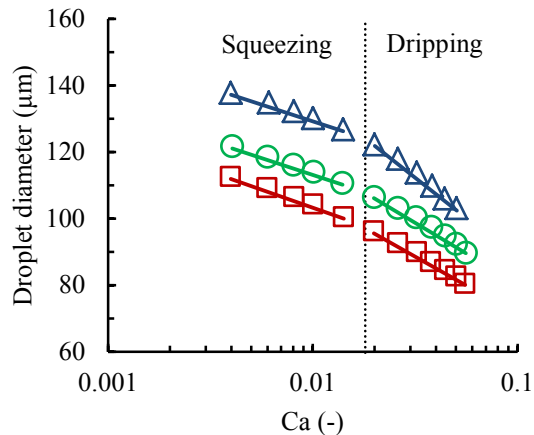 160
140
120
100
80
60
Droplet diameter (μm)
Squeezing
Dripping
0.001
0.01
0.1
Ca (-)